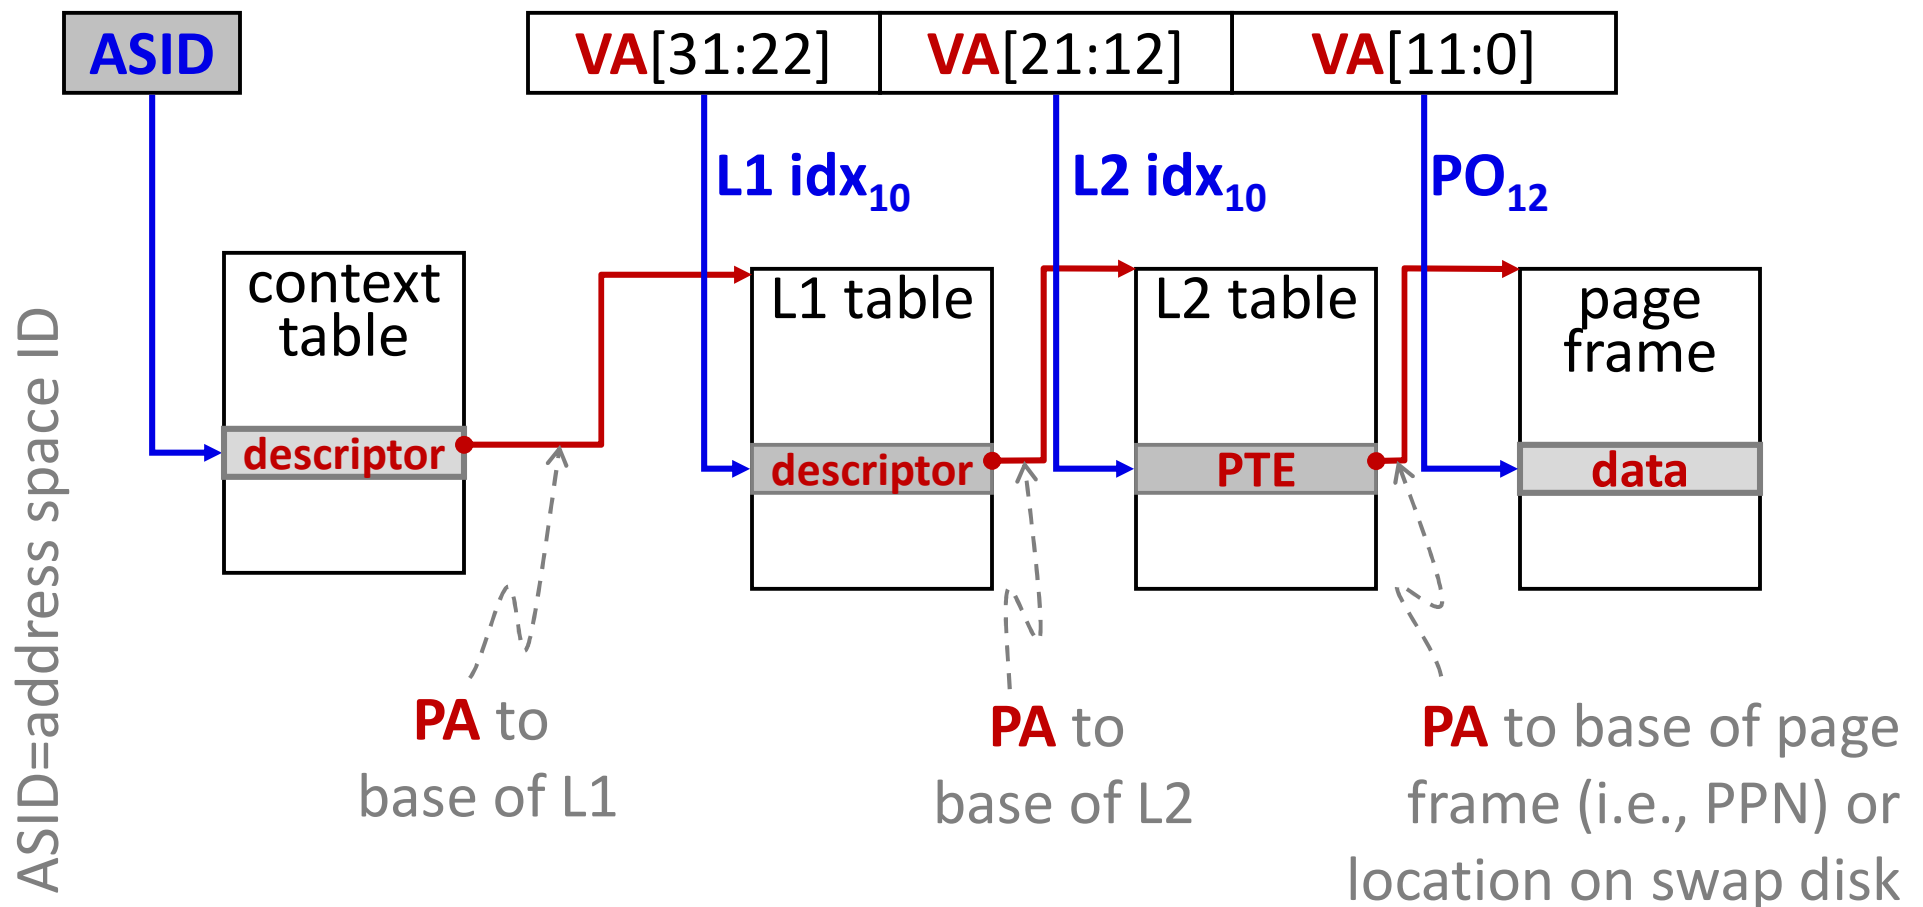 ASID
VA[31:22]
VA[21:12]
VA[11:0]
L1 idx10
L2 idx10
PO12
context
table
descriptor
L1 table
descriptor
L2 table
PTE
page
frame
data
PA to
base of L1
PA to
base of L2
PA to base of page
frame (i.e., PPN) or
location on swap disk
ASID=address space ID